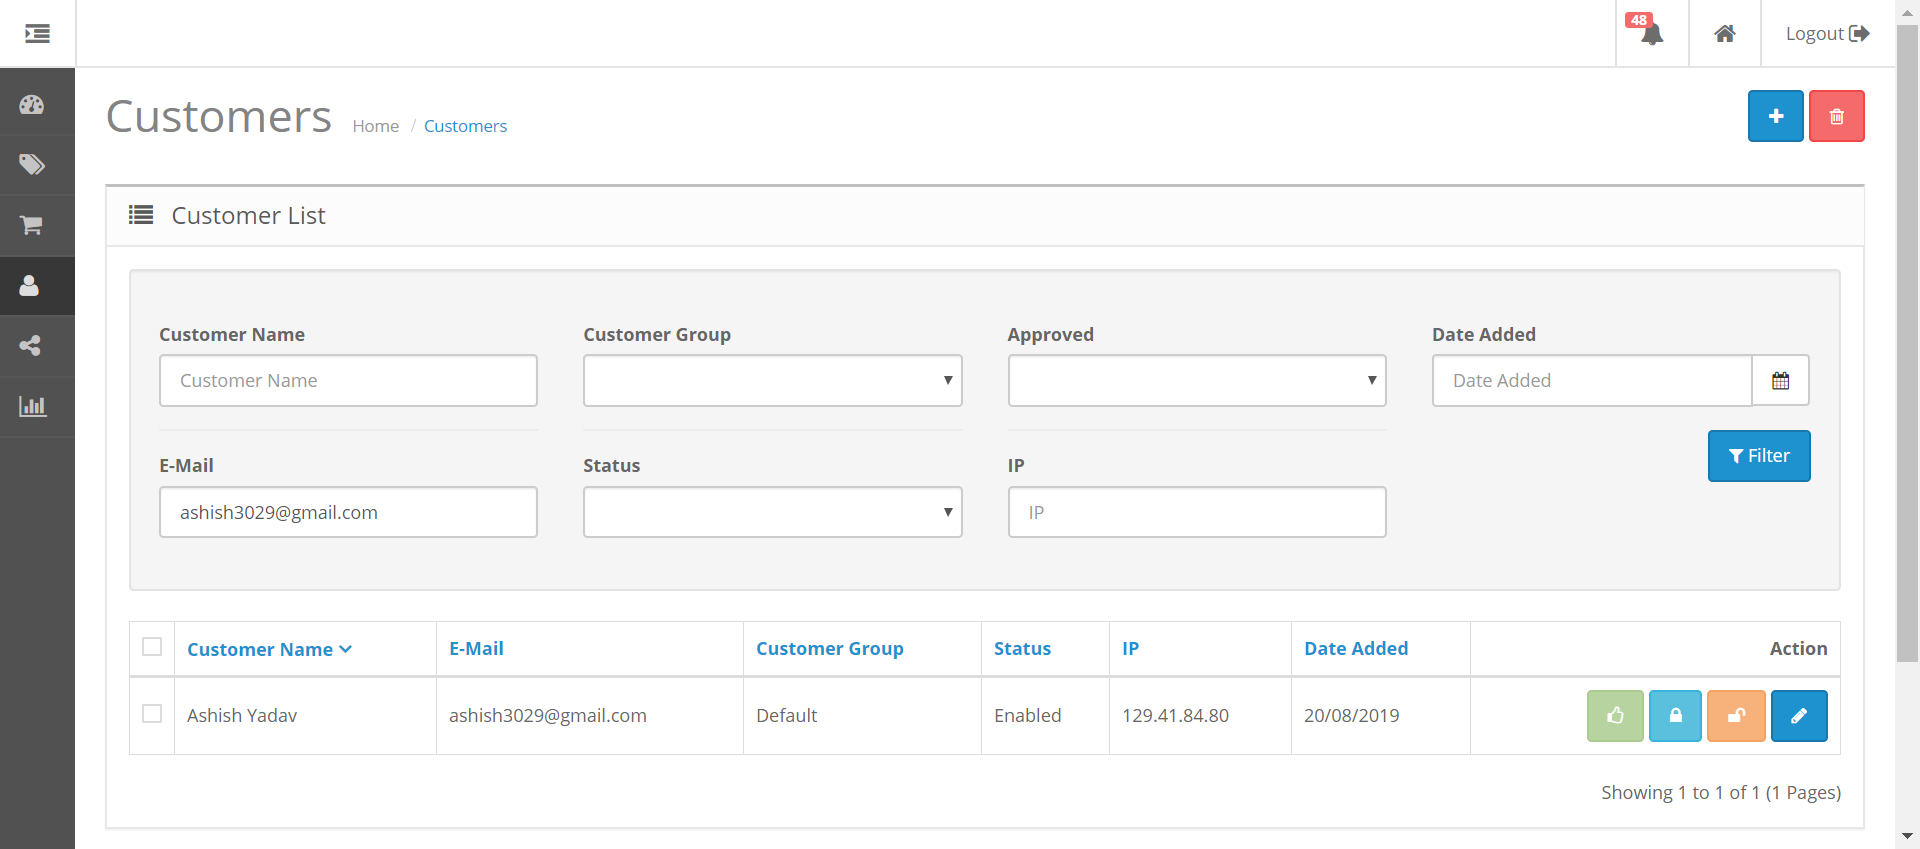 48
Logout
Customers
Home / Customers
Customer List
Customer Name
Customer Group
Approved
Date Added
Customer Name
Date Added
E-Mail
Status
IP
Filter
ashish3029@gmail.com
IP
Customer Name E-Mail Customer Group Status IP Date Added Action
Ashish Yadav ashish3029@gmail.com Default Enabled 129.41.84.80 20/08/2019
Showing 1 to 1 of 1 (1 Pages)